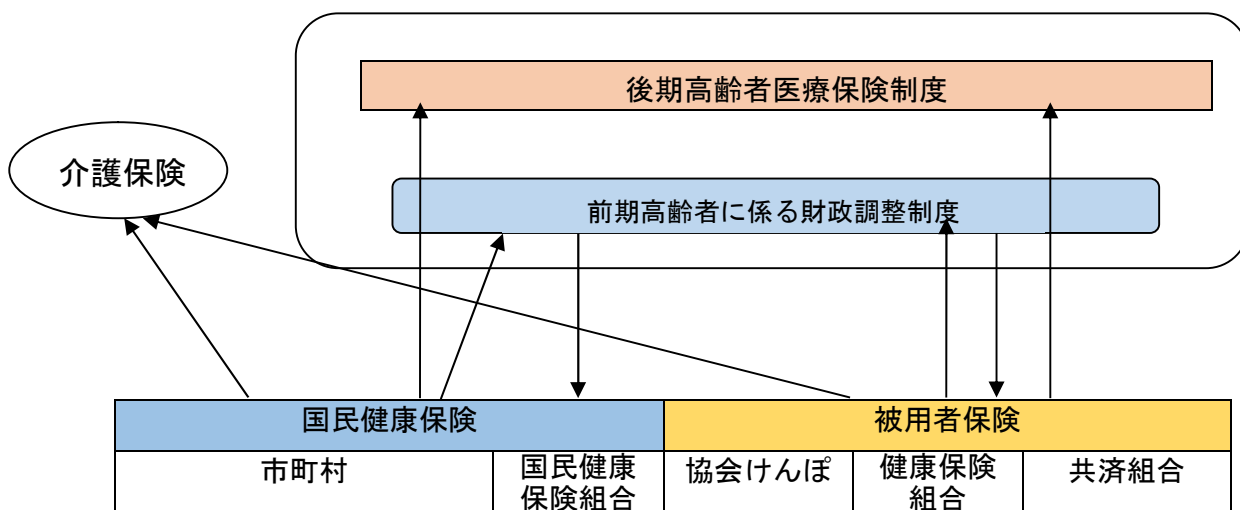 後期高齢者医療保険制度
介護保険
前期高齢者に係る財政調整制度
国民健康保険
被用者保険
市町村
国民健康
保険組合
協会けんぽ
健康保険
組合
共済組合